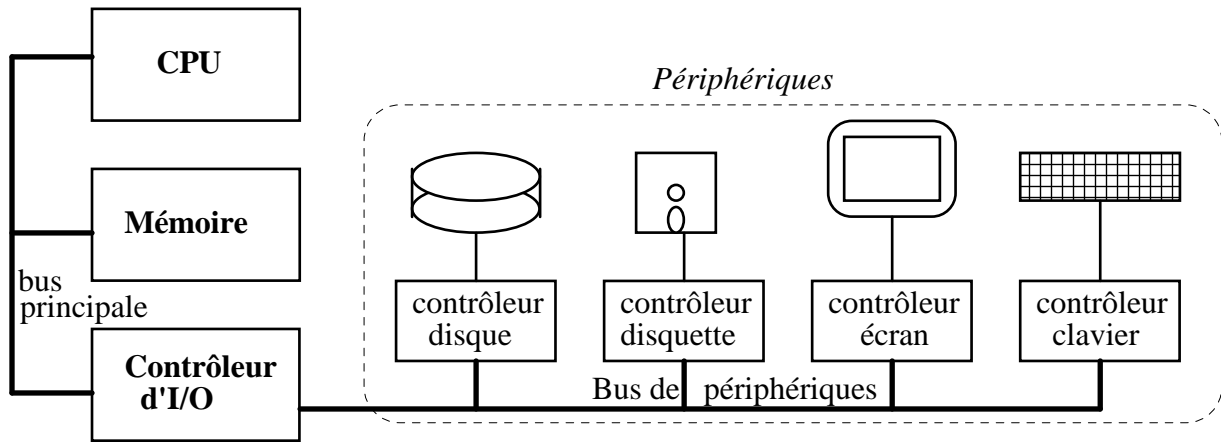 CPU
Périphériques
Mémoire
bus
principale
contrôleur
disque
contrôleur
disquette
contrôleur
écran
contrôleur
clavier
Contrôleur
d'I/O
Bus de périphériques